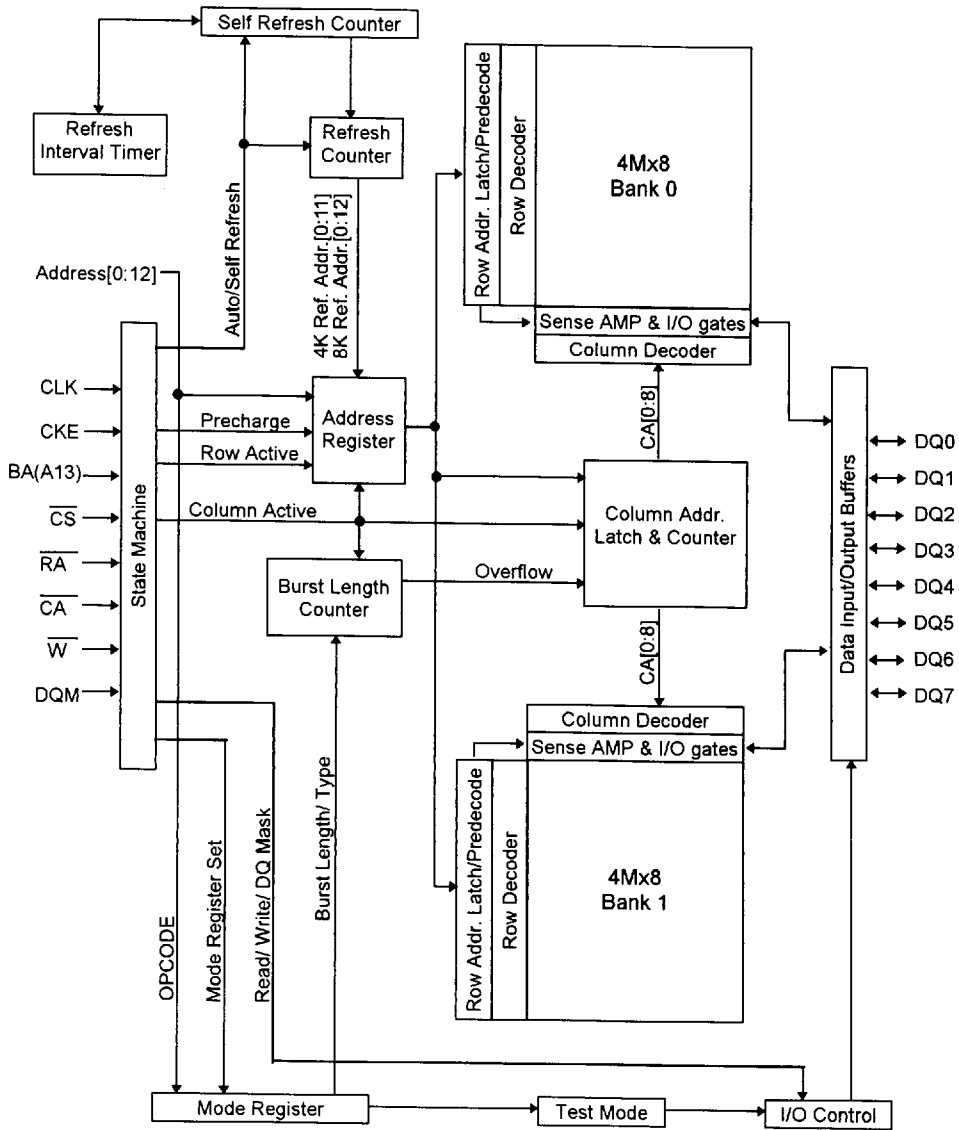 Self Refresh Counter
Refresh
Interval Timer
Refresh
Counter
Row Addr. Latch/Predecode
Row Decoder
4Mx8
Bank 0
Auto/Self Refresh
4K Ref. Addr.[0:11]
8K Ref. Addr.[0:12]
Address[0:12]
Sense AMP & I/O gates
Column Decoder
CLK
CKE
BA(A13)
CS
RA
CA
W
DQM
State Machine
Precharge
Row Active
Column Active
Address
Register
CA[0:8]
Column Addr.
Latch & Counter
Burst Length
Counter
Overflow
CA[0:8]
Data Input/Output Buffers
DQ0
DQ1
DQ2
DQ3
DQ4
DQ5
DQ6
DQ7
Column Decoder
Sense AMP & I/O gates
Row Addr. Latch/Predecode
Row Decoder
4Mx8
Bank 1
OPCODE
Mode Register Set
Read/ Write/ DQ Mask
Burst Length/ Type
Mode Register
Test Mode
I/O Control